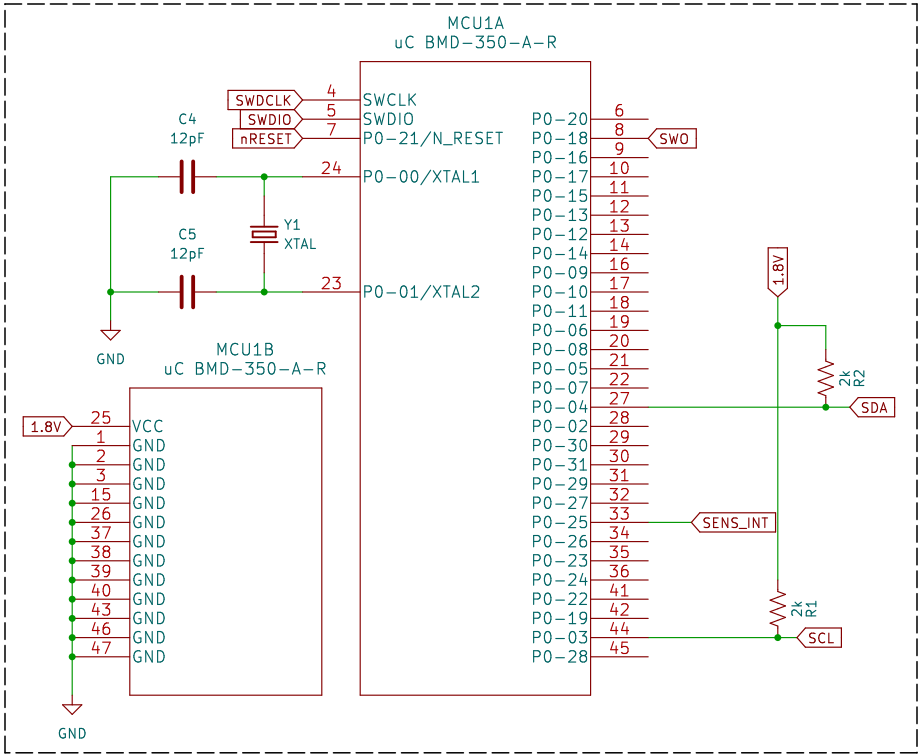 MCU1A
uC BMD-350-A-R
SWDCLK 4 SWCLK
SWDIO 5 SWDIO
nRESET 7 P0-21/N_RESET
C4
12pF
24 P0-00/XTAL1
Y1
XTAL
C5
12pF
23 P0-01/XTAL2
GND
P0-20 6
P0-18 8 SWO
P0-16 9
P0-17 10
P0-15 11
P0-13 12
P0-12 13
P0-14 14
P0-09 16
P0-10 17
P0-11 18
P0-06 19
P0-08 20
P0-05 21
P0-07 22
P0-04 27 SDA
P0-02 28
P0-30 29
P0-31 30
P0-29 31
P0-27 32
P0-25 33 SENS_INT
P0-26 34
P0-23 35
P0-24 36
P0-22 41
P0-19 42
P0-03 44 SCL
P0-28 45
1.8V
2k
R2
2k
R1
MCU1B
uC BMD-350-A-R
1.8V 25 VCC
1 GND
2 GND
3 GND
15 GND
26 GND
37 GND
38 GND
39 GND
40 GND
43 GND
46 GND
47 GND
GND